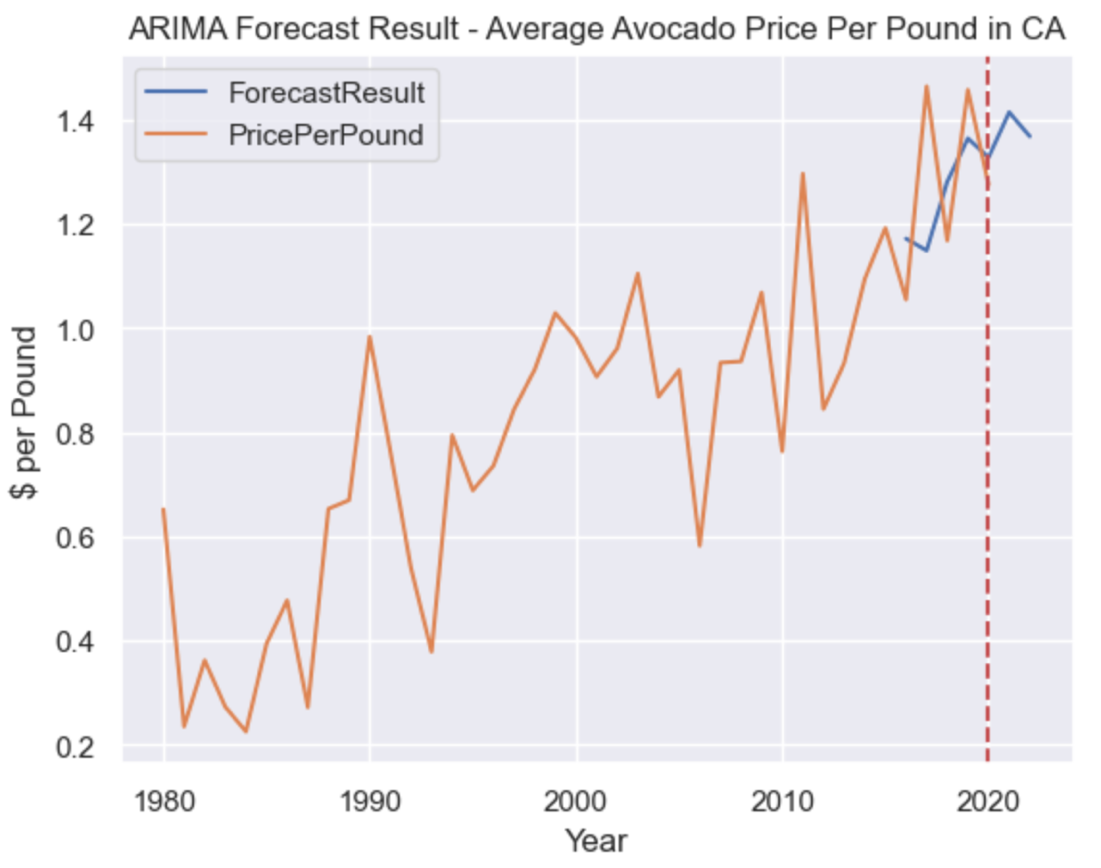 ARIMA Forecast Result - Average Avocado Price Per Pound in CA
ForecastResult
PricePerPound
$ per Pound
1.4
1.2
1.0
0.8
0.6
0.4
0.2
1980 1990 2000 2010 2020
Year